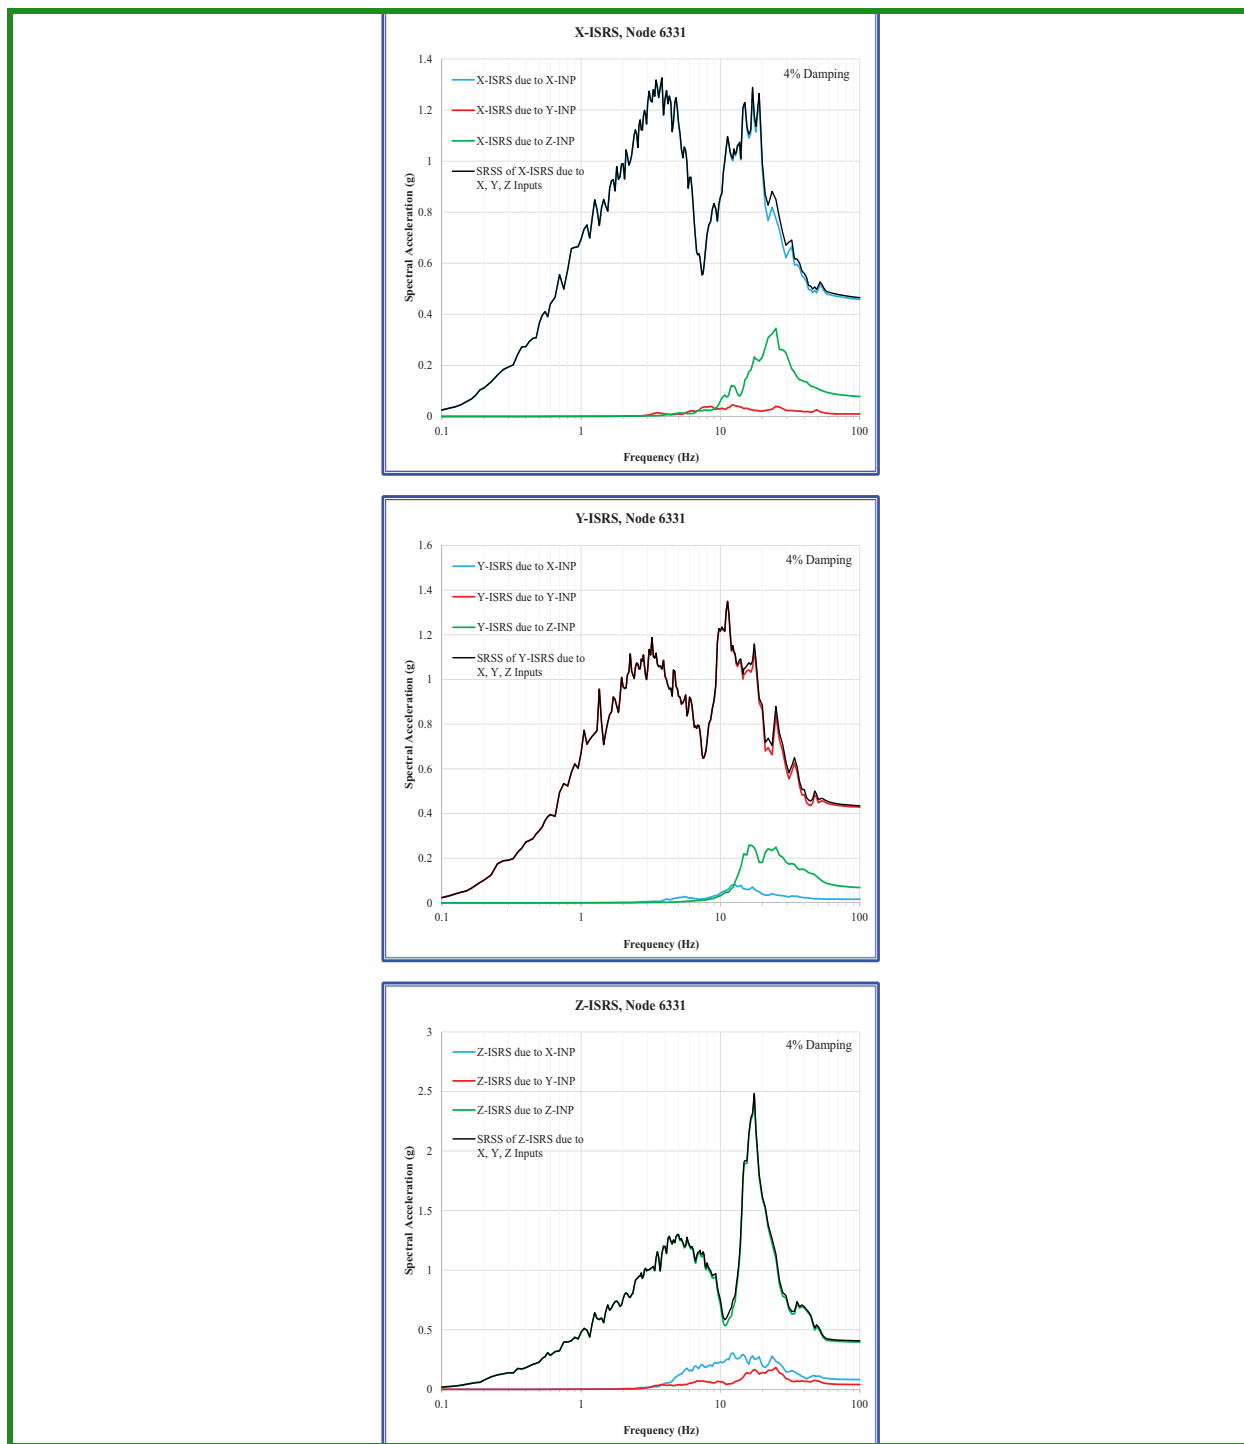 X-ISRS, Node 6331
1.4
1.2
1
0.8
0.6
0.4
0.2
0
4% Damping
X-ISRS due to X-INP
X-ISRS due to Y-INP
X-ISRS due to Z-INP
SRSS of X-ISRS due to
X, Y, Z Inputs
Spectral Acceleration (g)
0.1 1 10 100
Frequency (Hz)
Y-ISRS, Node 6331
1.6
1.4
1.2
1
0.8
0.6
0.4
0.2
0
4% Damping
Y-ISRS due to X-INP
Y-ISRS due to Y-INP
Y-ISRS due to Z-INP
SRSS of Y-ISRS due to
X, Y, Z Inputs
Spectral Acceleration (g)
0.1 1 10 100
Frequency (Hz)
Z-ISRS, Node 6331
3
2.5
2
1.5
1
0.5
0
4% Damping
Z-ISRS due to X-INP
Z-ISRS due to Y-INP
Z-ISRS due to Z-INP
SRSS of Z-ISRS due to
X, Y, Z Inputs
Spectral Acceleration (g)
0.1 1 10 100
Frequency (Hz)